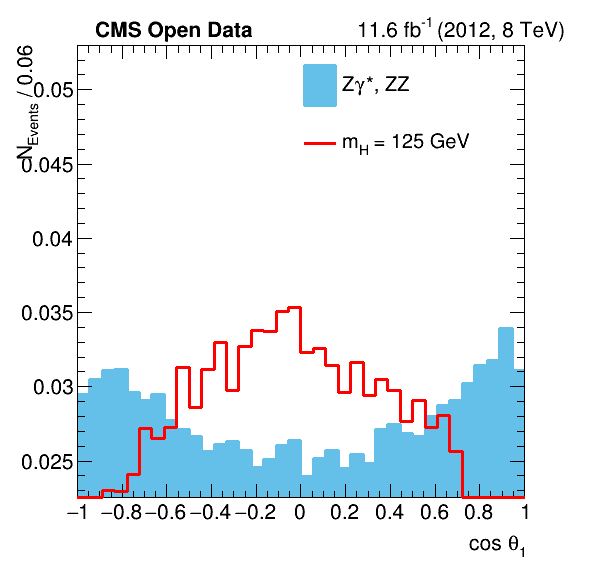 CMS Open Data 11.6 fb⁻¹ (2012, 8 TeV)
N_Events / 0.06
Zγ*, ZZ
m_H = 125 GeV
0.05
0.045
0.04
0.035
0.03
0.025
−1 −0.8 −0.6 −0.4 −0.2 0 0.2 0.4 0.6 0.8 1
cos θ₁